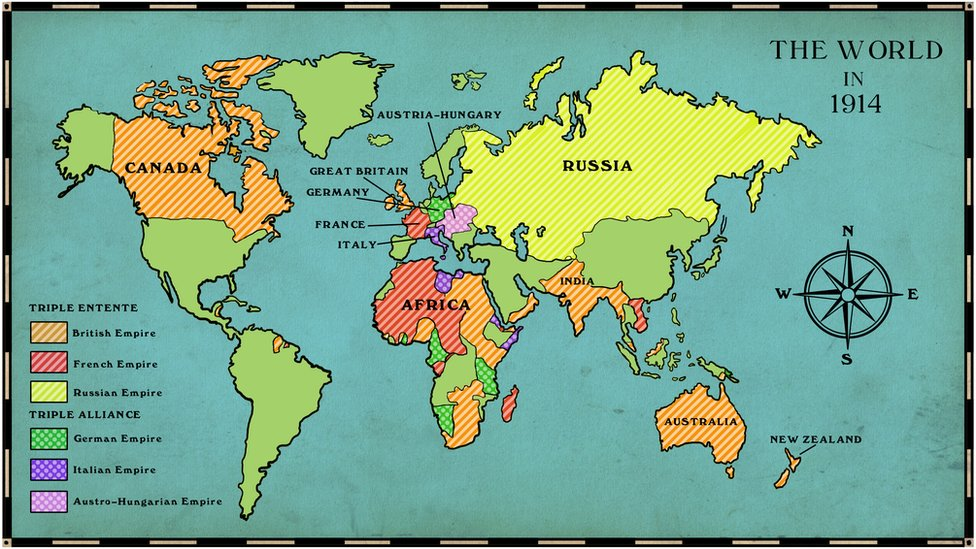 THE WORLD
IN
1914
AUSTRIA-HUNGARY
CANADA
RUSSIA
GREAT BRITAIN
GERMANY
FRANCE
ITALY
N
INDIA
W
E
AFRICA
TRIPLE ENTENTE
British Empire
S
French Empire
Russian Empire
TRIPLE ALLIANCE
AUSTRALIA
German Empire
NEW ZEALAND
Italian Empire
Austro-Hungarian Empire